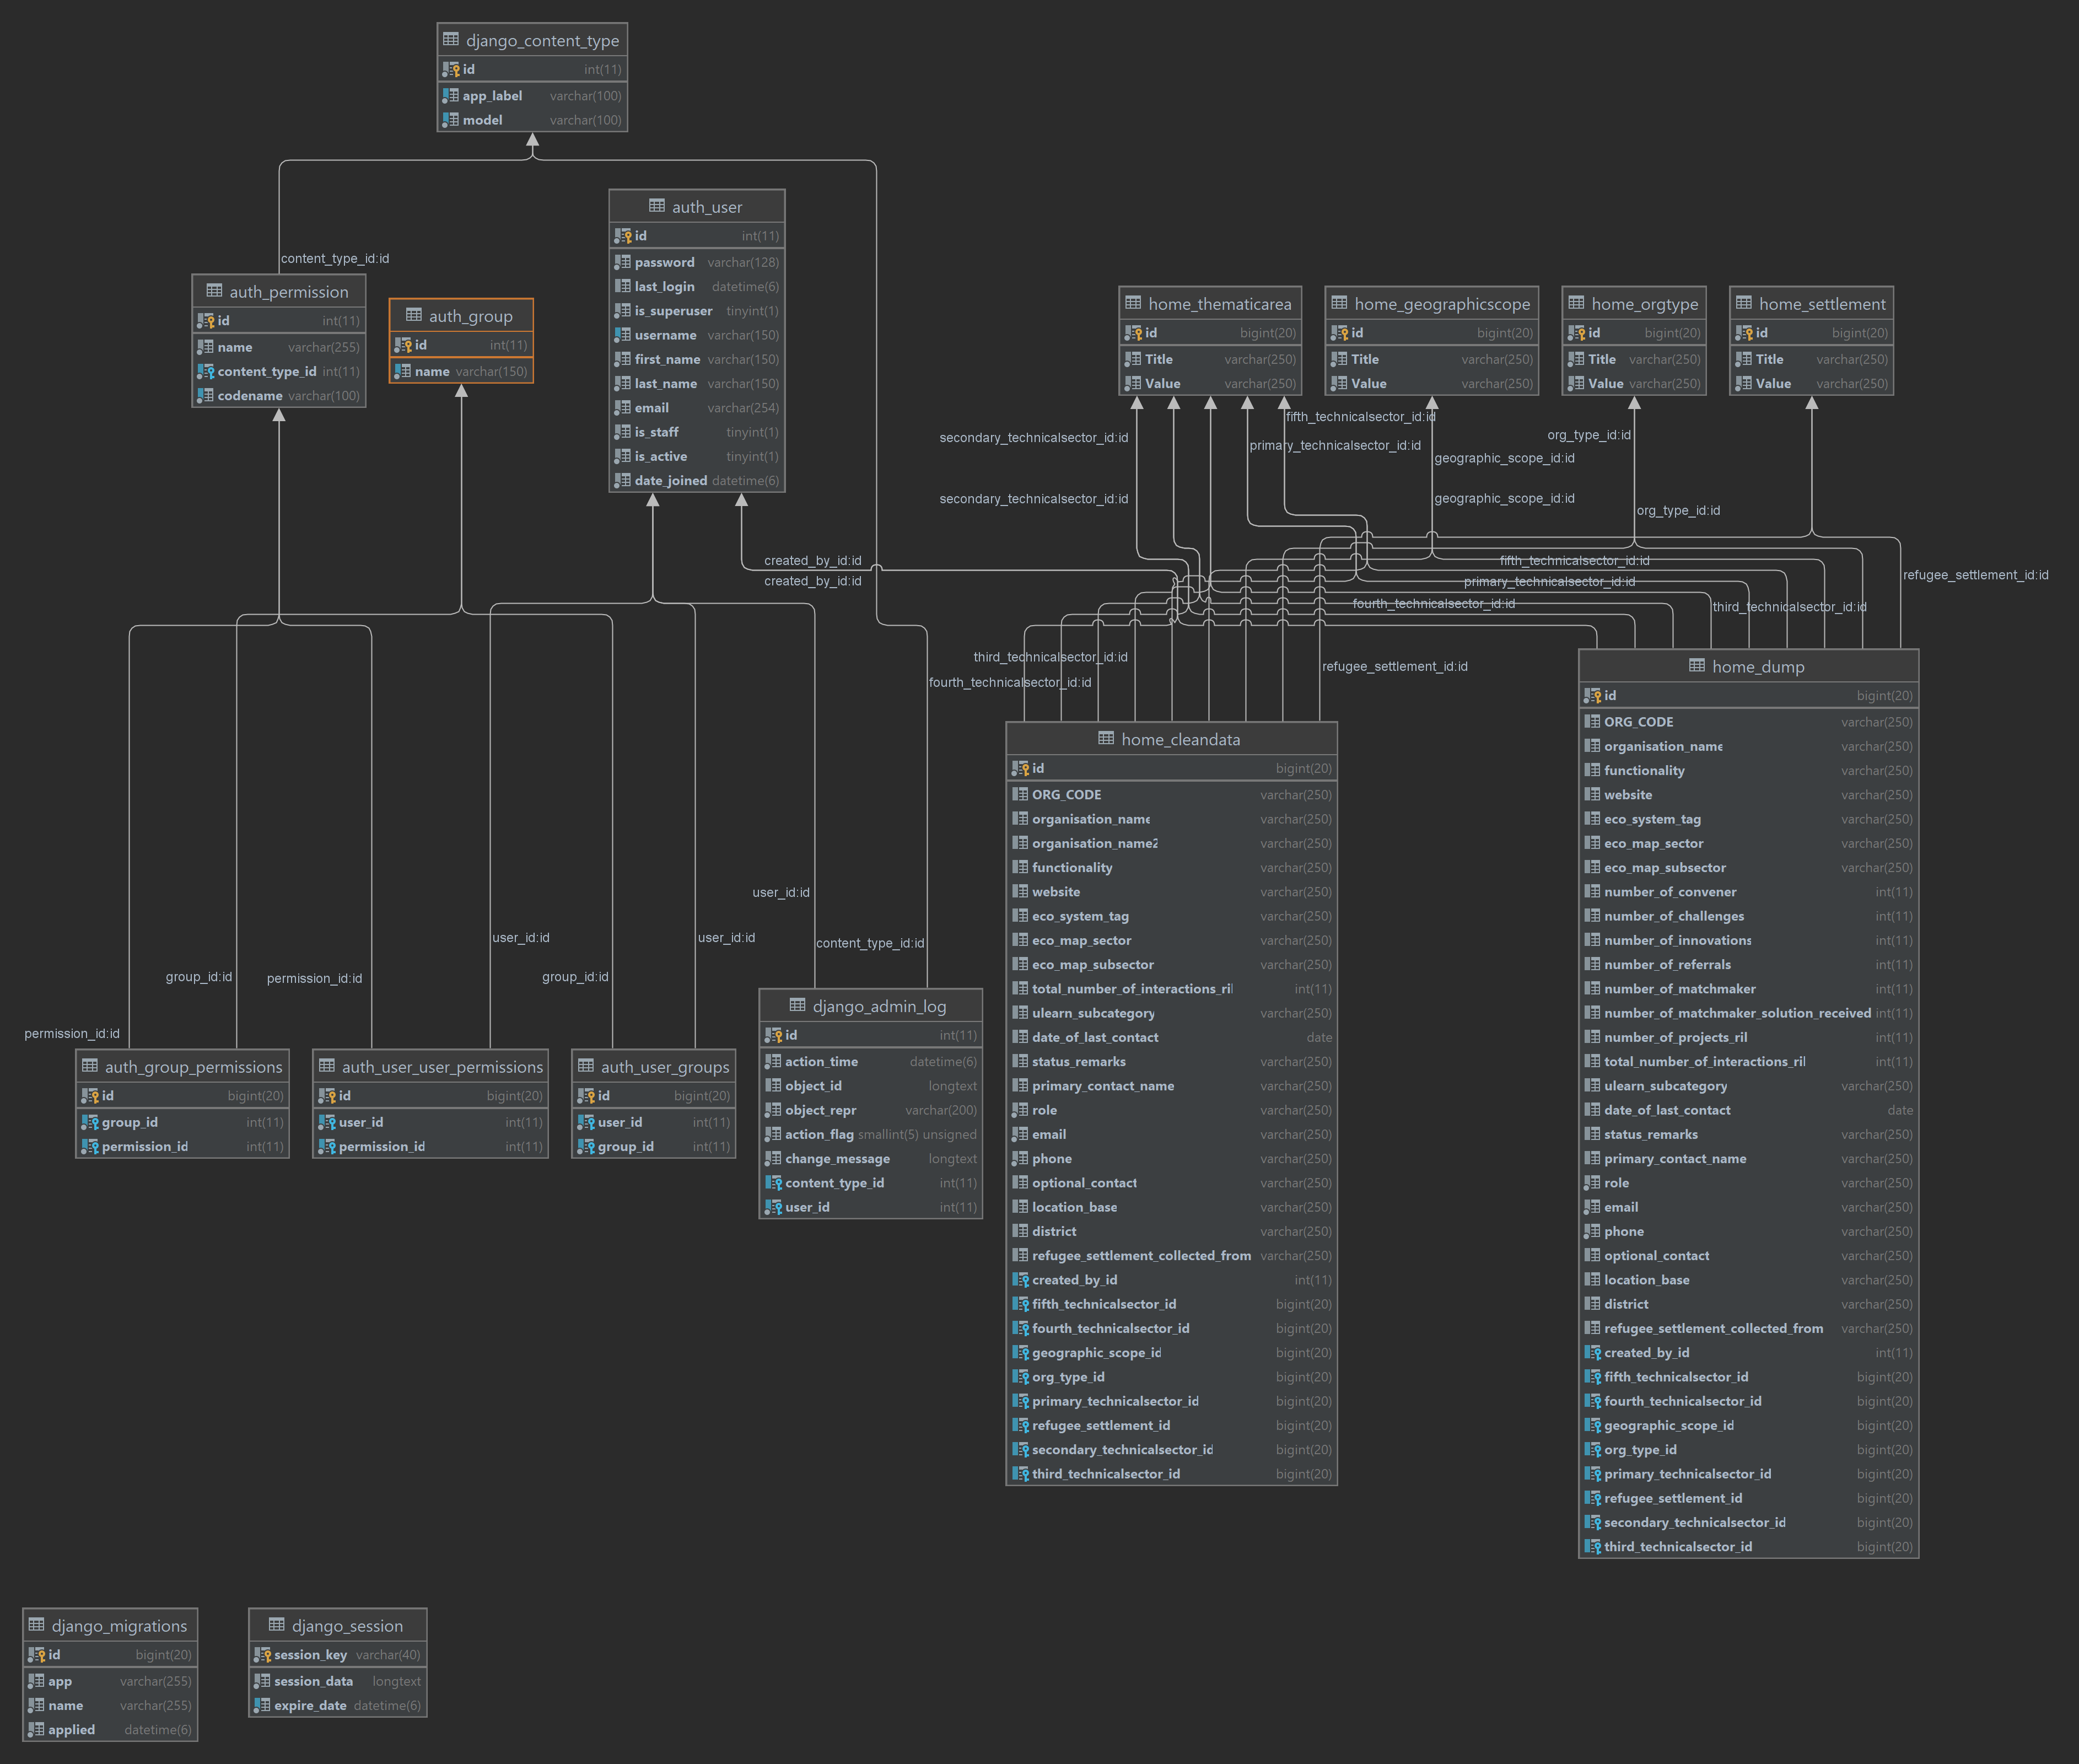 django_content_type
id int(11)
app_label varchar(100)
model varchar(100)
auth_user
id int(11)
password varchar(128)
last_login datetime(6)
is_superuser tinyint(1)
username varchar(150)
first_name varchar(150)
last_name varchar(150)
email varchar(254)
is_staff tinyint(1)
is_active tinyint(1)
date_joined datetime(6)
content_type_id:id
auth_permission
id int(11)
name varchar(255)
content_type_id int(11)
codename varchar(100)
auth_group
id int(11)
name varchar(150)
home_thematicarea
id bigint(20)
Title varchar(250)
Value varchar(250)
home_geographicscope
id bigint(20)
Title varchar(250)
Value varchar(250)
home_orgtype
id bigint(20)
Title varchar(250)
Value varchar(250)
home_settlement
id bigint(20)
Title varchar(250)
Value varchar(250)
fifth_technicalsector_id:id
secondary_technicalsector_id:id
primary_technicalsector_id:id
org_type_id:id
geographic_scope_id:id
secondary_technicalsector_id:id
geographic_scope_id:id
org_type_id:id
created_by_id:id
fifth_technicalsector_id:id
created_by_id:id
primary_technicalsector_id:id
refugee_settlement_id:id
fourth_technicalsector_id:id
third_technicalsector_id:id
third_technicalsector_id:id
refugee_settlement_id:id
fourth_technicalsector_id:id
user_id:id
user_id:id
user_id:id
content_type_id:id
group_id:id
permission_id:id
group_id:id
permission_id:id
auth_group_permissions
id bigint(20)
group_id int(11)
permission_id int(11)
auth_user_user_permissions
id bigint(20)
user_id int(11)
permission_id int(11)
auth_user_groups
id bigint(20)
user_id int(11)
group_id int(11)
django_admin_log
id int(11)
action_time datetime(6)
object_id longtext
object_repr varchar(200)
action_flag smallint(5) unsigned
change_message longtext
content_type_id int(11)
user_id int(11)
home_cleandata
id bigint(20)
ORG_CODE varchar(250)
organisation_name varchar(250)
organisation_name2 varchar(250)
functionality varchar(250)
website varchar(250)
eco_system_tag varchar(250)
eco_map_sector varchar(250)
eco_map_subsector varchar(250)
total_number_of_interactions_ril int(11)
ulearn_subcategory varchar(250)
date_of_last_contact date
status_remarks varchar(250)
primary_contact_name varchar(250)
role varchar(250)
email varchar(250)
phone varchar(250)
optional_contact varchar(250)
location_base varchar(250)
district varchar(250)
refugee_settlement_collected_from varchar(250)
created_by_id int(11)
fifth_technicalsector_id bigint(20)
fourth_technicalsector_id bigint(20)
geographic_scope_id bigint(20)
org_type_id bigint(20)
primary_technicalsector_id bigint(20)
refugee_settlement_id bigint(20)
secondary_technicalsector_id bigint(20)
third_technicalsector_id bigint(20)
home_dump
id bigint(20)
ORG_CODE varchar(250)
organisation_name varchar(250)
functionality varchar(250)
website varchar(250)
eco_system_tag varchar(250)
eco_map_sector varchar(250)
eco_map_subsector varchar(250)
number_of_convener int(11)
number_of_challenges int(11)
number_of_innovations int(11)
number_of_referrals int(11)
number_of_matchmaker int(11)
number_of_matchmaker_solution_received int(11)
number_of_projects_ril int(11)
total_number_of_interactions_ril int(11)
ulearn_subcategory varchar(250)
date_of_last_contact date
status_remarks varchar(250)
primary_contact_name varchar(250)
role varchar(250)
email varchar(250)
phone varchar(250)
optional_contact varchar(250)
location_base varchar(250)
district varchar(250)
refugee_settlement_collected_from varchar(250)
created_by_id int(11)
fifth_technicalsector_id bigint(20)
fourth_technicalsector_id bigint(20)
geographic_scope_id bigint(20)
org_type_id bigint(20)
primary_technicalsector_id bigint(20)
refugee_settlement_id bigint(20)
secondary_technicalsector_id bigint(20)
third_technicalsector_id bigint(20)
django_migrations
id bigint(20)
app varchar(255)
name varchar(255)
applied datetime(6)
django_session
session_key varchar(40)
session_data longtext
expire_date datetime(6)